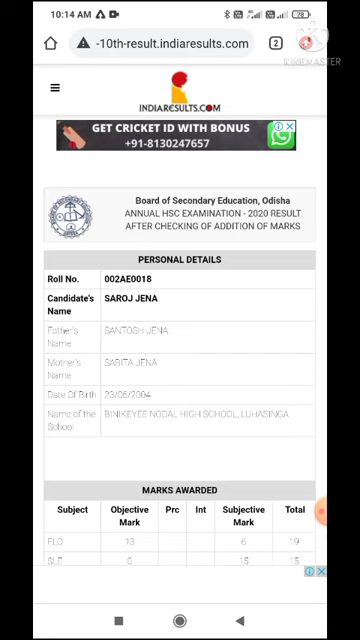 10:14 AM
78
-10th-result.indiaresults.com
2
KINEMASTER
INDIARESULTS.COM
GET CRICKET ID WITH BONUS
+91-8130247657
Board of Secondary Education, Odisha
ANNUAL HSC EXAMINATION - 2020 RESULT
AFTER CHECKING OF ADDITION OF MARKS
PERSONAL DETAILS
Roll No. 002AE0018
Candidate's Name SAROJ JENA
Father's Name SANTOSH JENA
Mother's Name SABITA JENA
Date Of Birth 23/06/2004
Name of the School BINIKEYEE NODAL HIGH SCHOOL, LUHASINGA
MARKS AWARDED
Subject Objective Mark Prc Int Subjective Mark Total
FLO 13 6 19
SLE 0 15 15